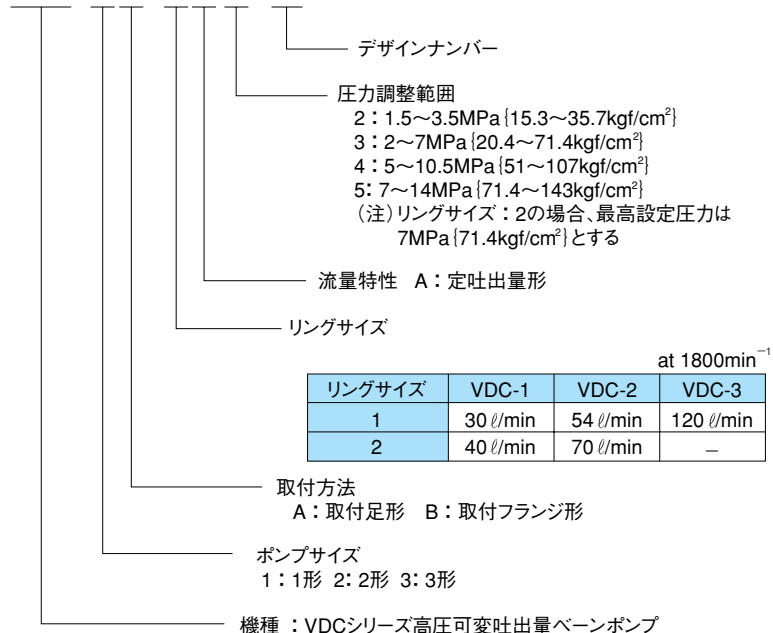 デザインナンバー
圧力調整範囲
2：1.5～3.5MPa{15.3～35.7kgf/cm²}
3：2～7MPa{20.4～71.4kgf/cm²}
4：5～10.5MPa{51～107kgf/cm²}
5：7～14MPa{71.4～143kgf/cm²}
（注）リングサイズ：2の場合、最高設定圧力は
7MPa{71.4kgf/cm²}とする
流量特性 A：定吐出量形
リングサイズ
at 1800min⁻¹
リングサイズ VDC-1 VDC-2 VDC-3
1 30ℓ/min 54ℓ/min 120ℓ/min
2 40ℓ/min 70ℓ/min －
取付方法
A：取付足形 B：取付フランジ形
ポンプサイズ
1：1形 2：2形 3：3形
機種 ：VDCシリーズ高圧可変吐出量ベーンポンプ